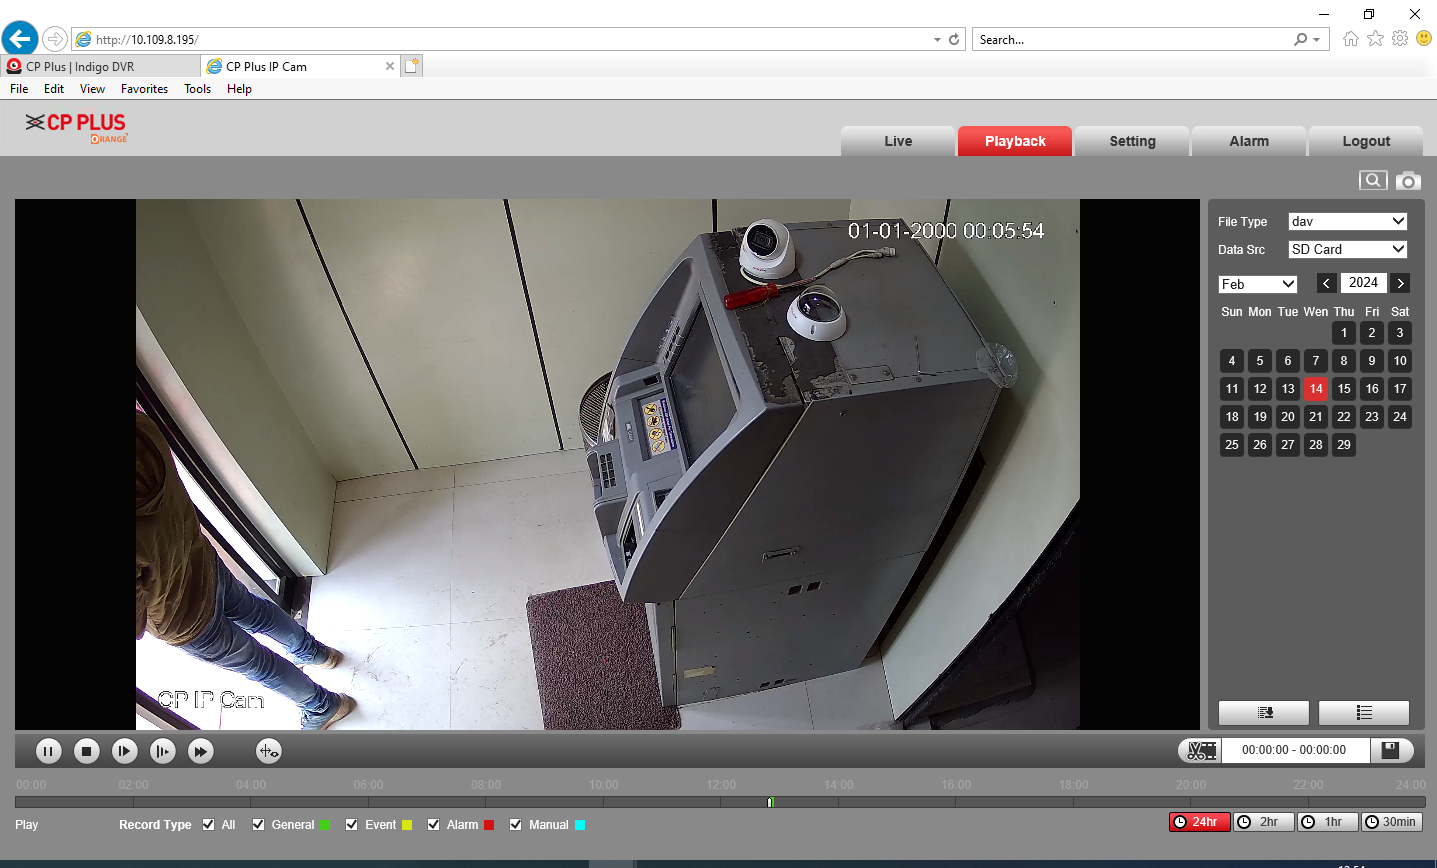 http://10.109.8.195/
Search...
CP Plus | Indigo DVR
CP Plus IP Cam
File Edit View Favorites Tools Help
CP PLUS
ORANGE
Live Playback Setting Alarm Logout
01-01-2000 00:05:54
CP IP Cam
File Type dav
Data Src SD Card
Feb 2024
Sun Mon Tue Wen Thu Fri Sat
1 2 3
4 5 6 7 8 9 10
11 12 13 14 15 16 17
18 19 20 21 22 23 24
25 26 27 28 29
00:00:00 - 00:00:00
00:00 02:00 04:00 06:00 08:00 10:00 12:00 14:00 16:00 18:00 20:00 22:00 24:00
Play Record Type All General Event Alarm Manual
24hr 2hr 1hr 30min